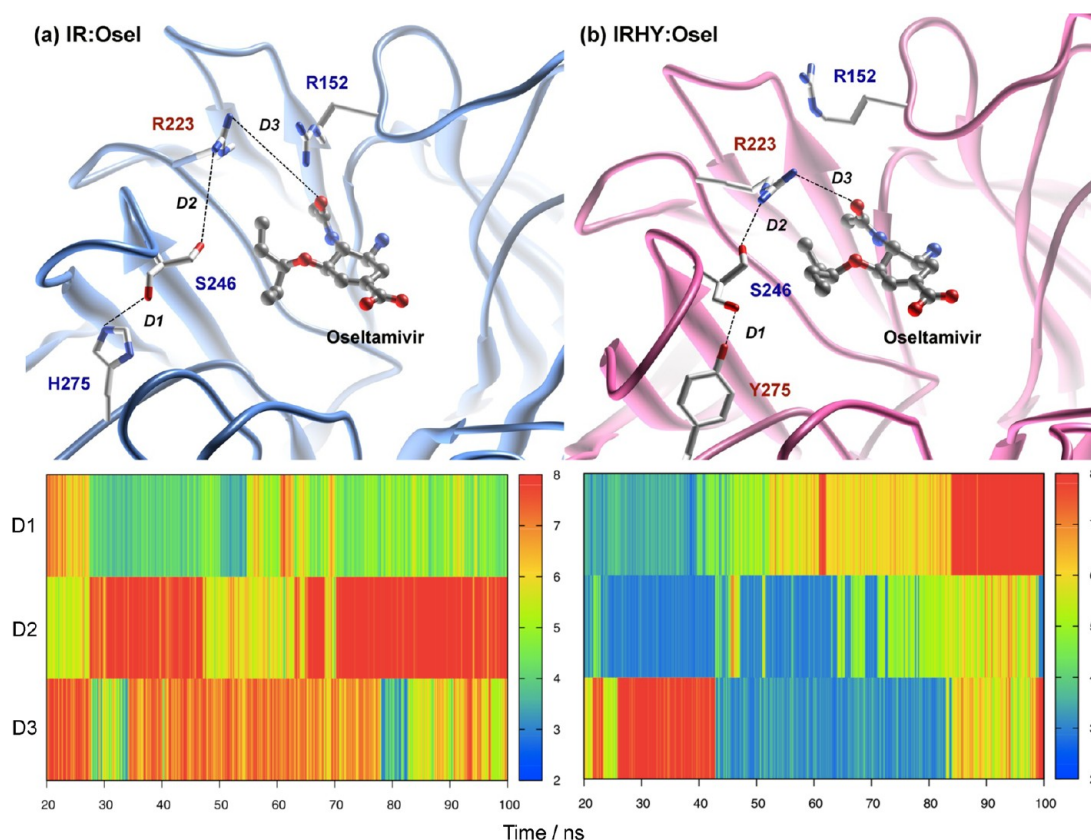 (a) IR:Osel
(b) IRHY:Osel
R152
R152
R223
D3
R223
D3
D2
D2
S246
S246
D1
Oseltamivir
Oseltamivir
D1
H275
Y275
D1
D2
D3
8
7
6
5
4
3
2
20 30 40 50 60 70 80 90 100
20 30 40 50 60 70 80 90 100
Time / ns